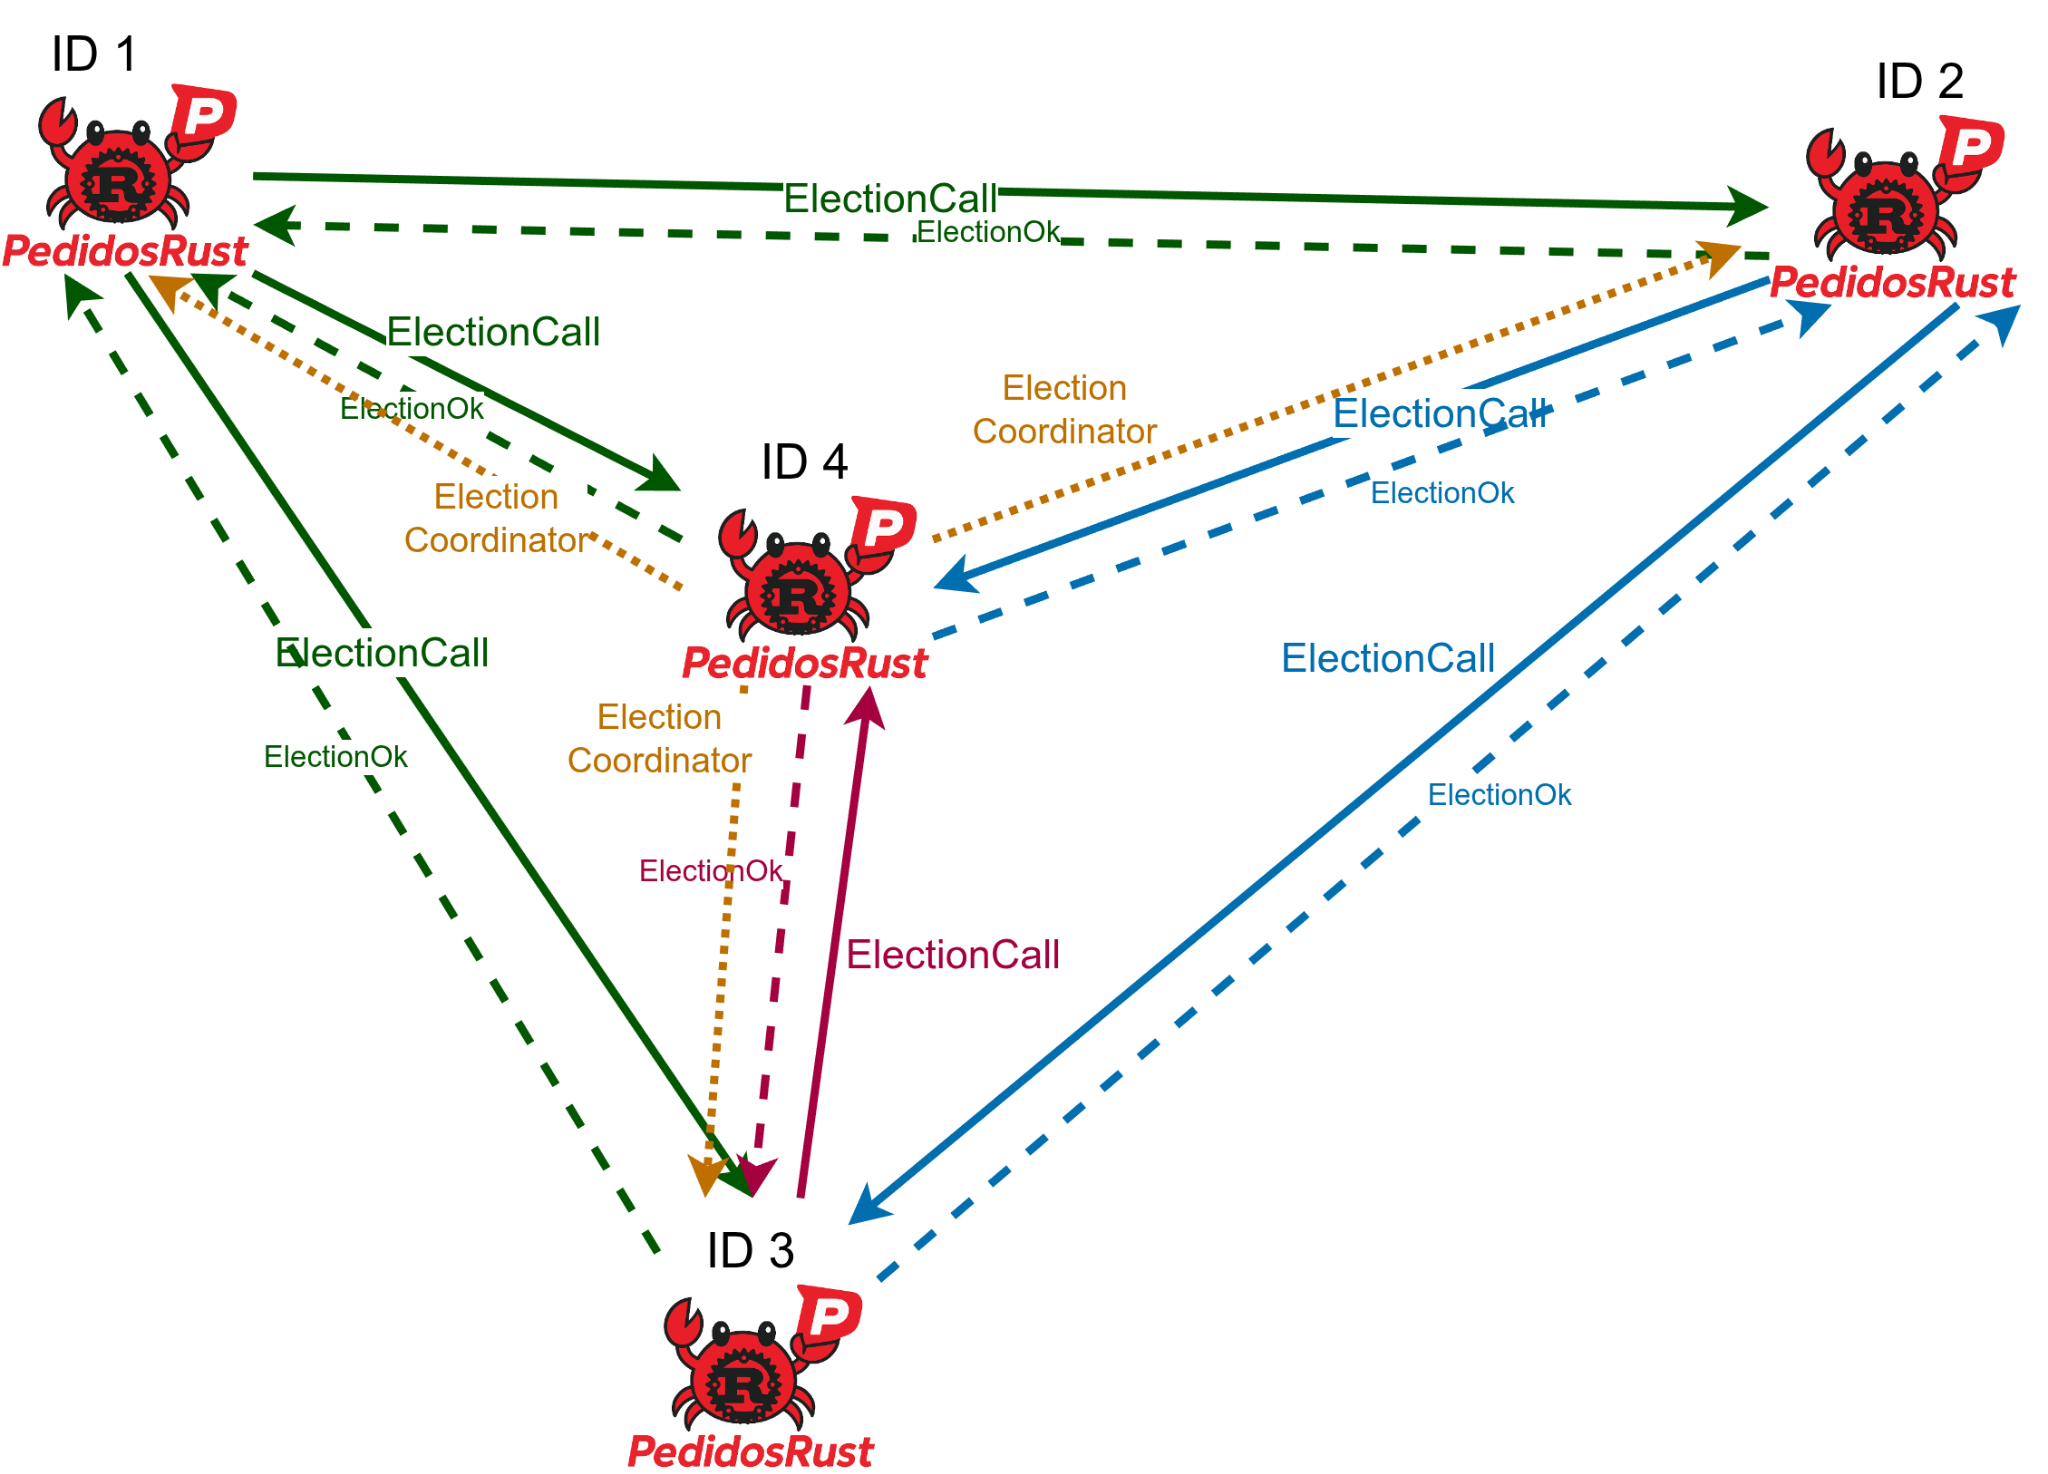 ID 1
ID 2
P
P
R
R
PedidosRust
PedidosRust
ElectionCall
ElectionOk
ElectionCall
ElectionOk
Election
Coordinator
ElectionCall
ElectionOk
Election
Coordinator
ID 4
P
R
PedidosRust
ElectionCall
ElectionOk
ElectionCall
ElectionOk
Election
Coordinator
ElectionOk
ElectionCall
ID 3
P
R
PedidosRust